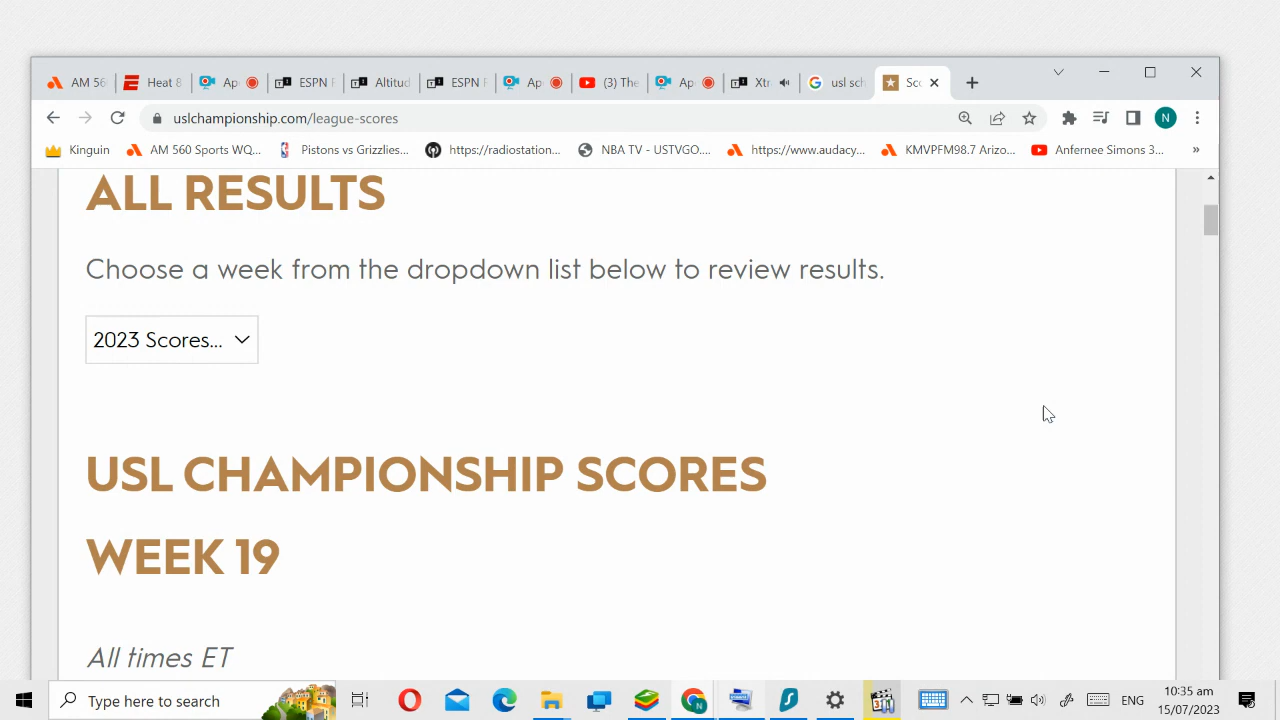 AM 56
Heat 8
Ap
ESPN F
Altitud
ESPN F
Ap
(3) The
Ap
Xtr
usl sch
Sco
uslchampionship.com/league-scores
N
Kinguin
AM 560 Sports WQ...
Pistons vs Grizzlies...
https://radiostation...
NBA TV - USTVGO....
https://www.audacy...
KMVPFM98.7 Arizo...
Anfernee Simons 3...
»
ALL RESULTS
Choose a week from the dropdown list below to review results.
2023 Scores...
USL CHAMPIONSHIP SCORES
WEEK 19
All times ET
Type here to search
ENG
10:35 am
15/07/2023